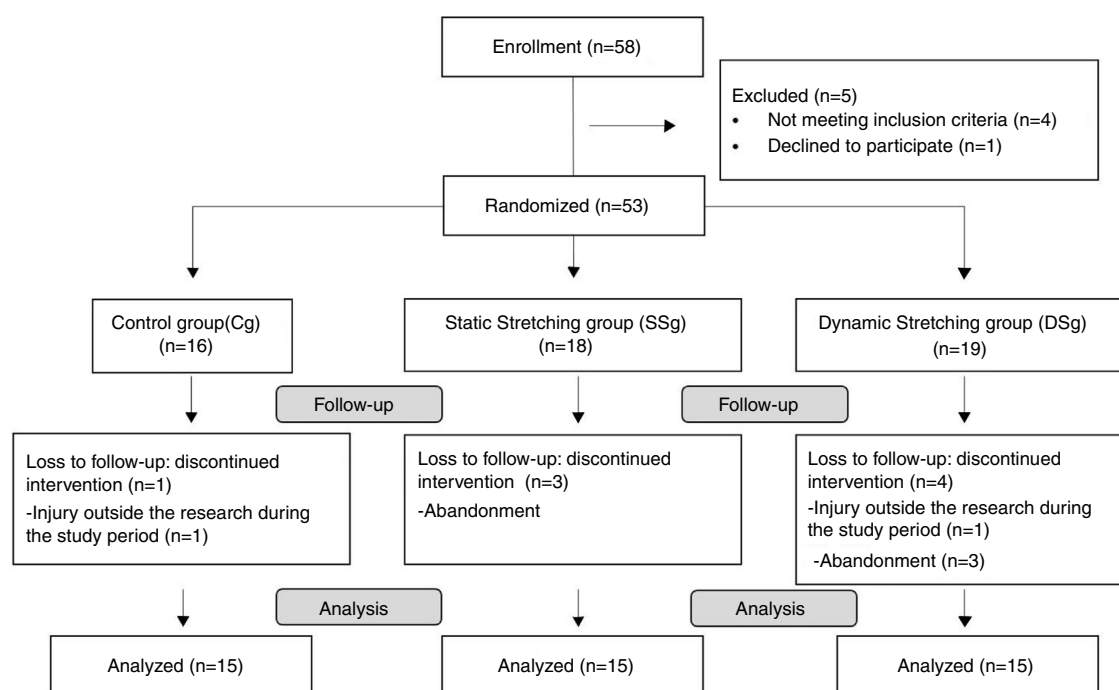 Enrollment (n=58)
Excluded (n=5)
• Not meeting inclusion criteria (n=4)
• Declined to participate (n=1)
Randomized (n=53)
Control group(Cg)
(n=16)
Static Stretching group (SSg)
(n=18)
Dynamic Stretching group (DSg)
(n=19)
Follow-up
Follow-up
Loss to follow-up: discontinued
intervention (n=1)
-Injury outside the research during
the study period (n=1)
Loss to follow-up: discontinued
intervention (n=3)
-Abandonment
Loss to follow-up: discontinued
intervention (n=4)
-Injury outside the research during
the study period (n=1)
-Abandonment (n=3)
Analysis
Analysis
Analyzed (n=15)
Analyzed (n=15)
Analyzed (n=15)